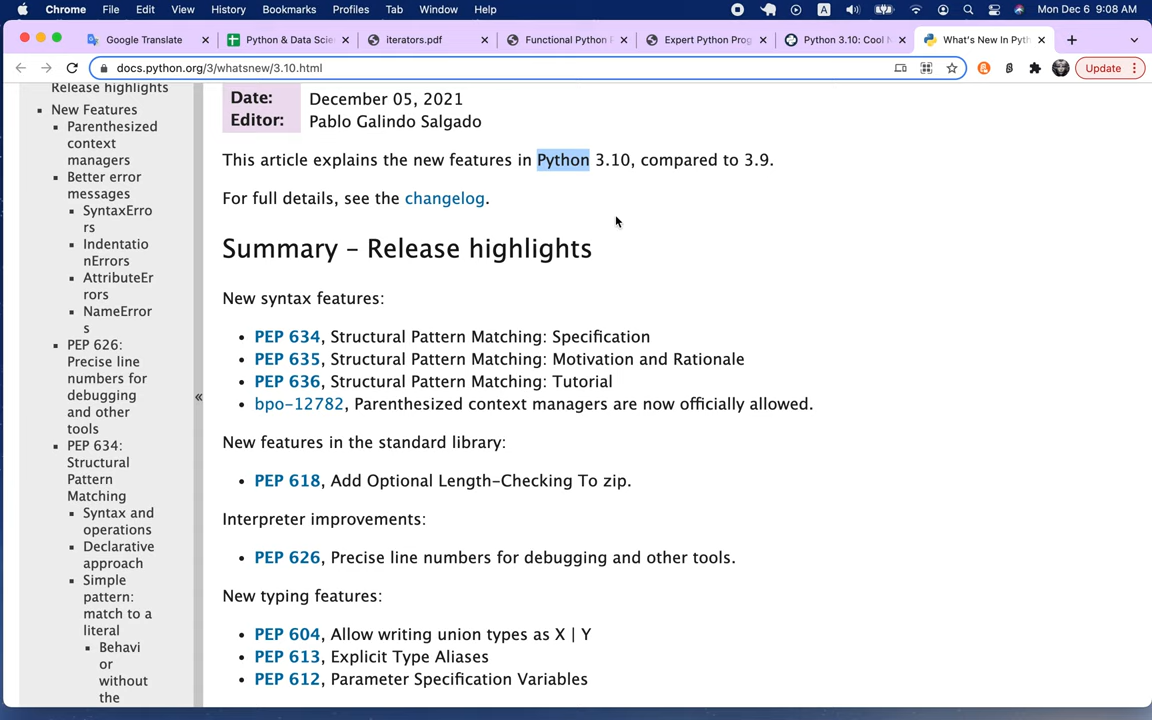 Chrome File Edit View History Bookmarks Profiles Tab Window Help A Mon Dec 6 9:08 AM
Google Translate Python & Data Scie iterators.pdf Functional Python Expert Python Prog Python 3.10: Cool N What's New In Pyth
docs.python.org/3/whatsnew/3.10.html Update
Release highlights
New Features
Parenthesized
context
managers
Better error
messages
SyntaxErro
rs
Indentatio
nErrors
AttributeEr
rors
NameError
s
PEP 626:
Precise line
numbers for
debugging
and other
tools
PEP 634:
Structural
Pattern
Matching
Syntax and
operations
Declarative
approach
Simple
pattern:
match to a
literal
Behavi
or
without
the
«
Date: December 05, 2021
Editor: Pablo Galindo Salgado
This article explains the new features in Python 3.10, compared to 3.9.
For full details, see the changelog.
Summary – Release highlights
New syntax features:
• PEP 634, Structural Pattern Matching: Specification
• PEP 635, Structural Pattern Matching: Motivation and Rationale
• PEP 636, Structural Pattern Matching: Tutorial
• bpo-12782, Parenthesized context managers are now officially allowed.
New features in the standard library:
• PEP 618, Add Optional Length-Checking To zip.
Interpreter improvements:
• PEP 626, Precise line numbers for debugging and other tools.
New typing features:
• PEP 604, Allow writing union types as X | Y
• PEP 613, Explicit Type Aliases
• PEP 612, Parameter Specification Variables